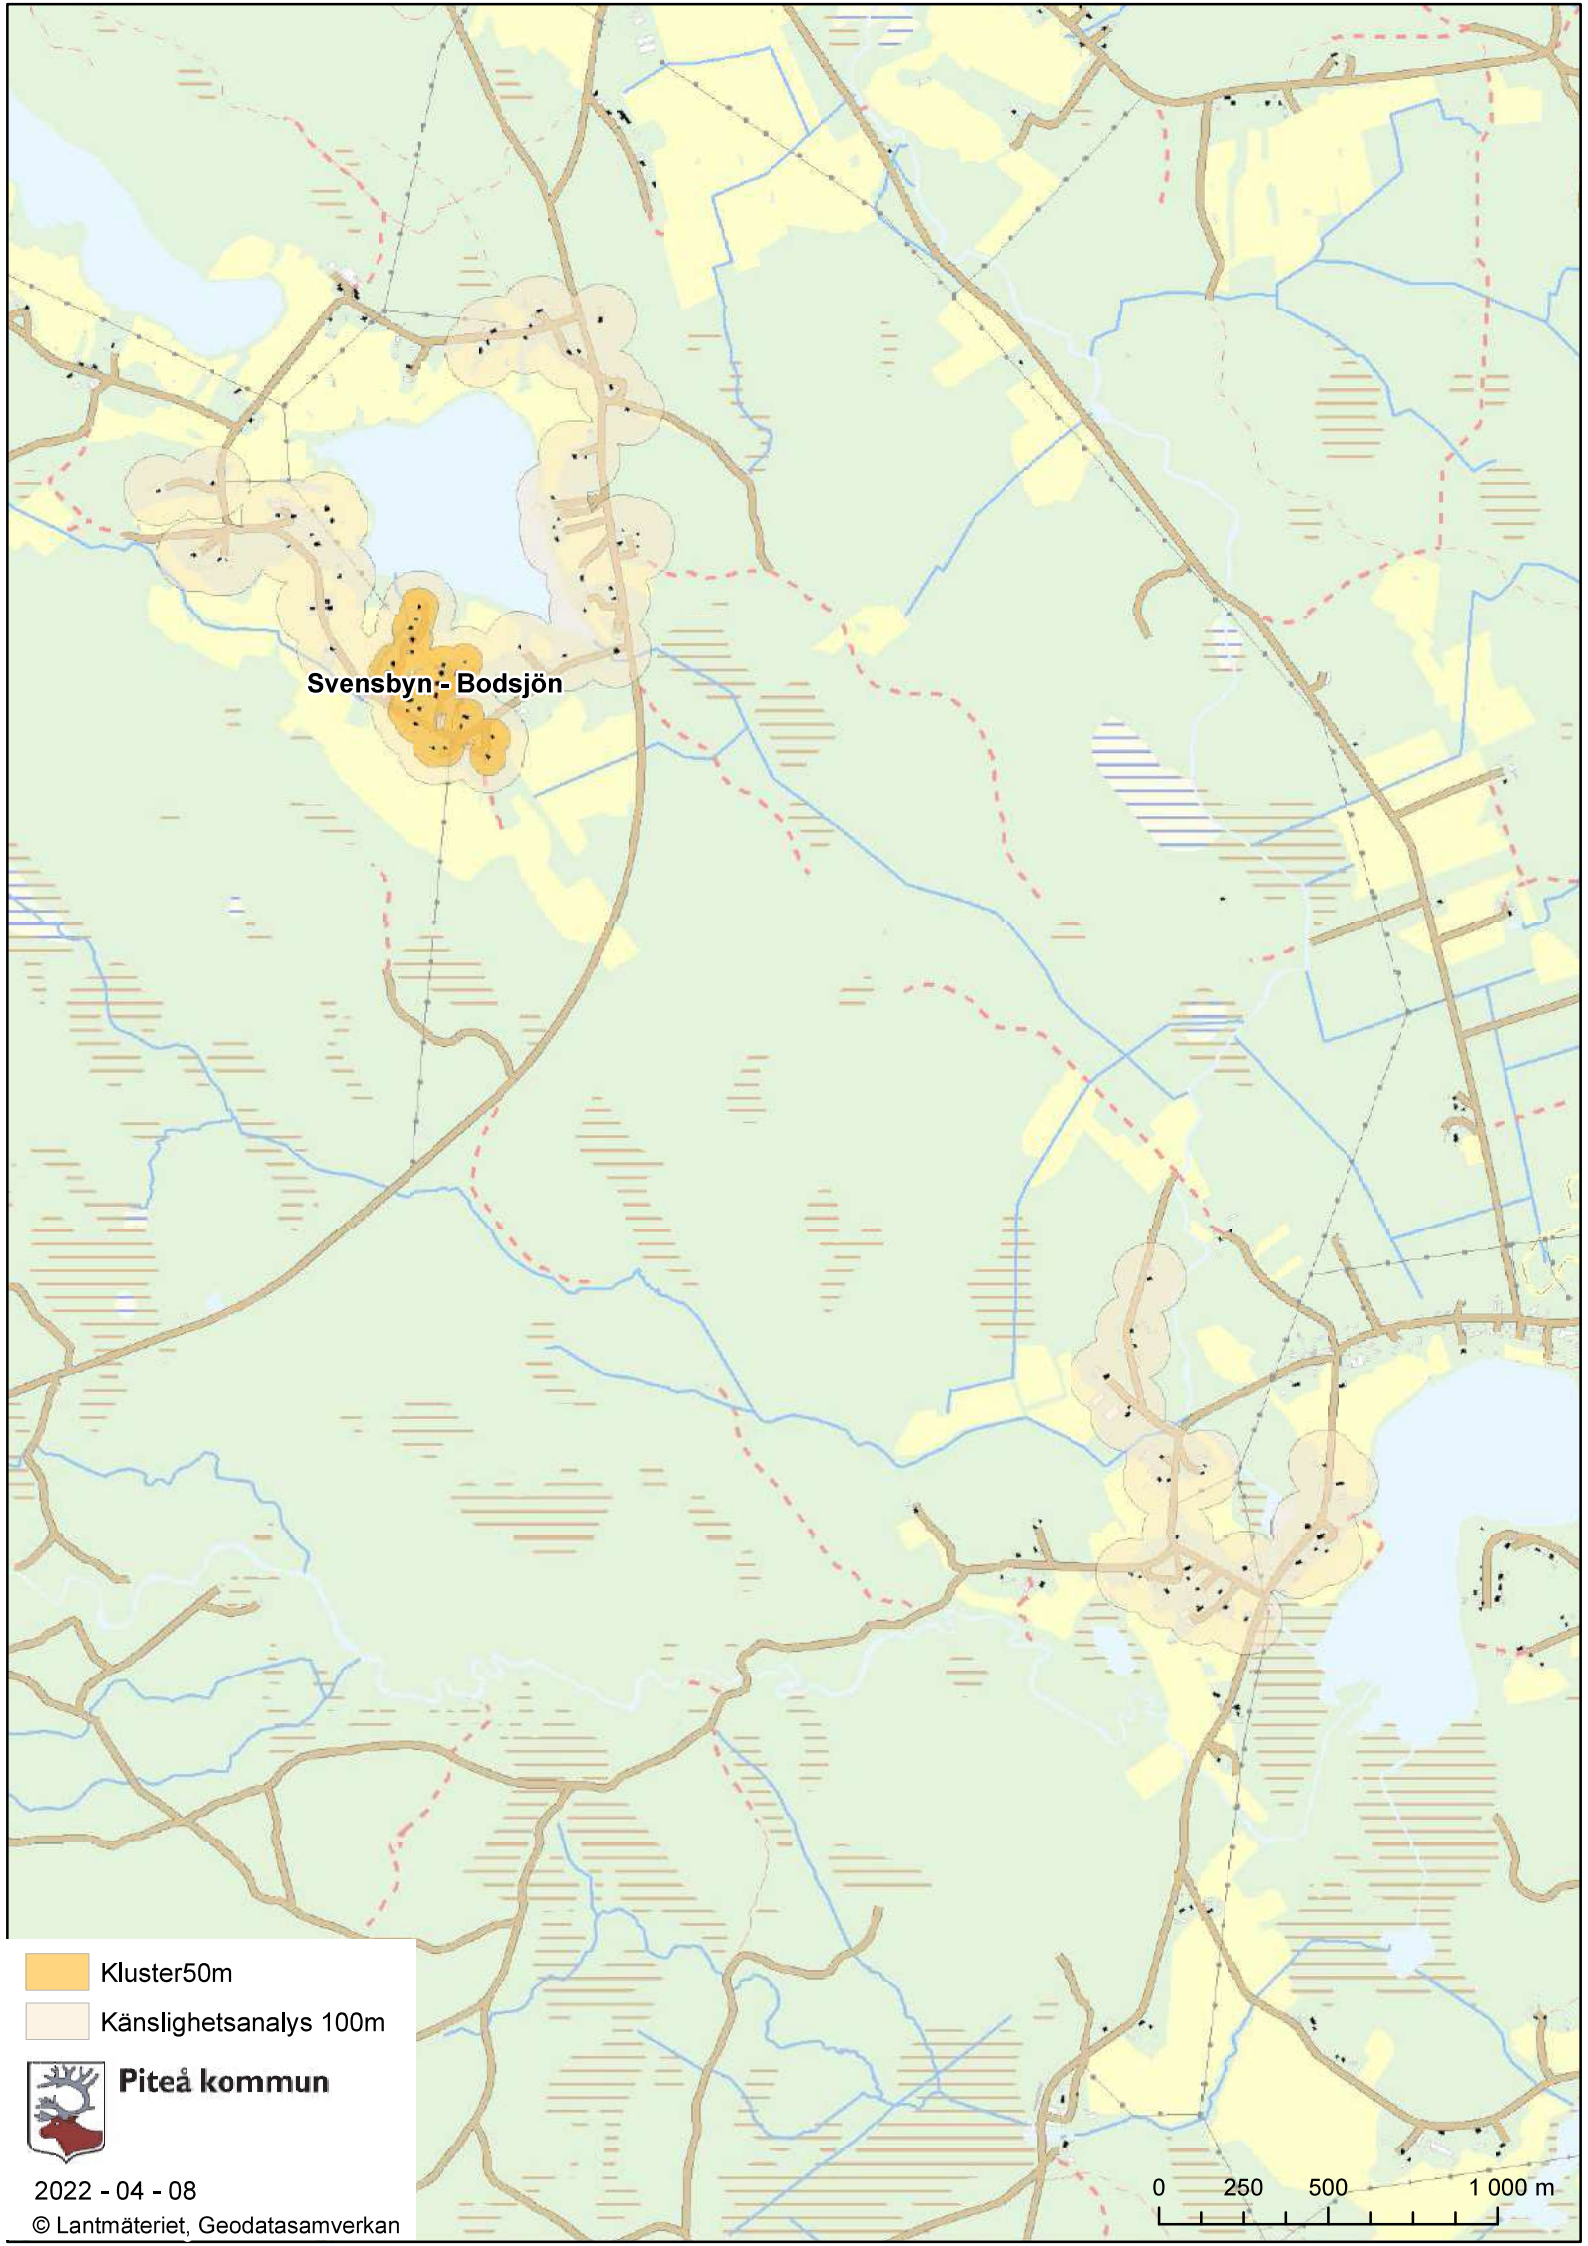 Svensbyn - Bodsjön
Kluster50m
Känslighetsanalys 100m
Piteå kommun
2022 - 04 - 08
© Lantmäteriet, Geodatasamverkan
0 250 500 1 000 m